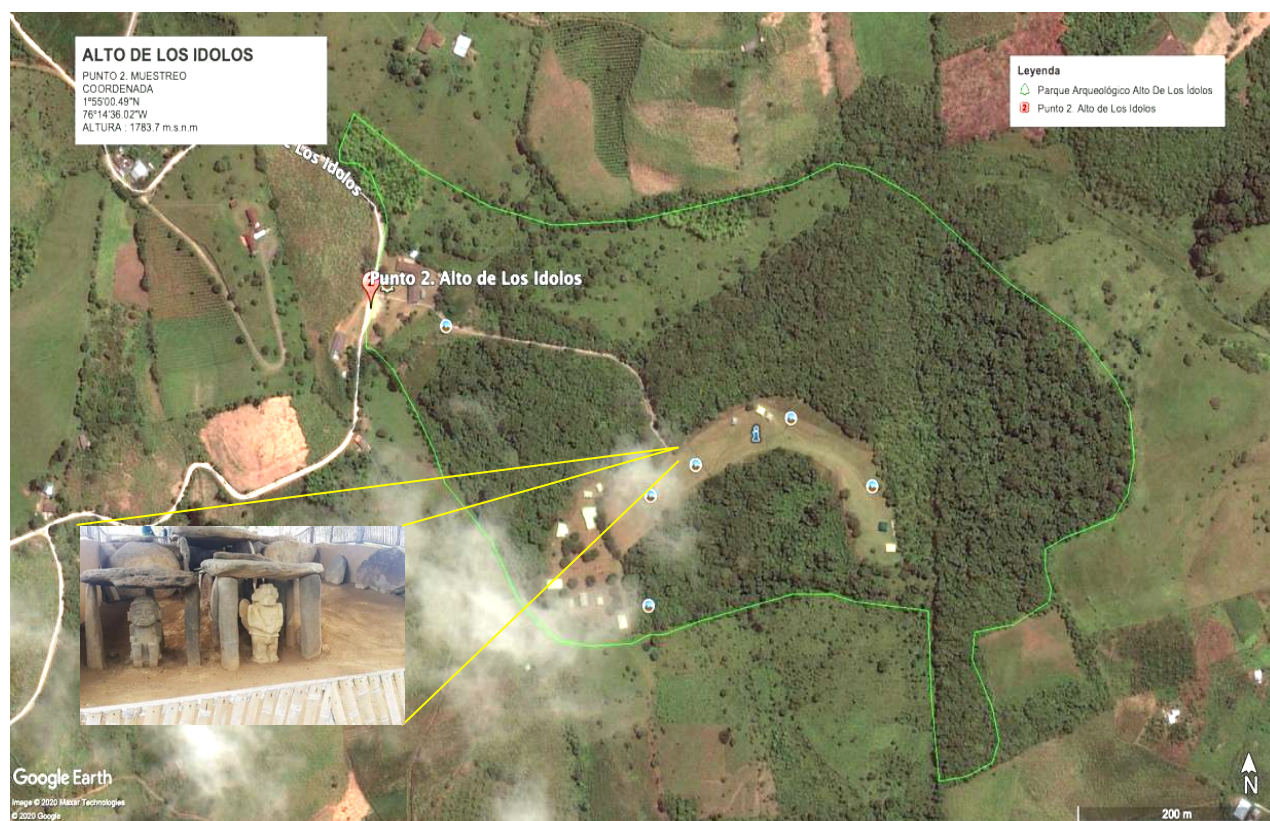 ALTO DE LOS IDOLOS
PUNTO 2. MUESTREO
COORDENADA
1°55'00.49"N
76°14'36.02"W
ALTURA : 1783.7 m.s.n.m
Leyenda
Parque Arqueológico Alto De Los Ídolos
2 Punto 2. Alto de Los Idolos
e Los Idolos
Punto 2. Alto de Los Idolos
i
Google Earth
Image © 2020 Maxar Technologies
© 2020 Google
N
200 m